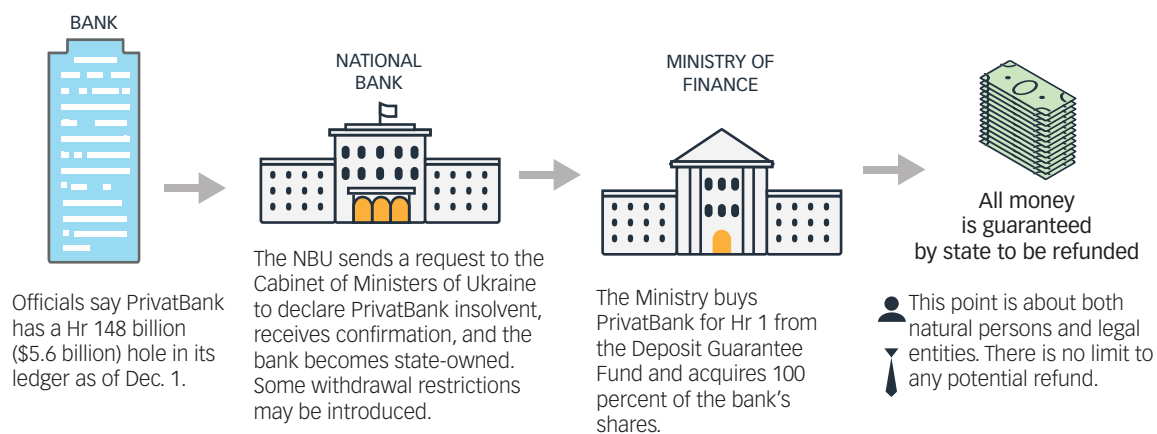 BANK
Officials say PrivatBank
has a Hr 148 billion
($5.6 billion) hole in its
ledger as of Dec. 1.
NATIONAL
BANK
The NBU sends a request to the
Cabinet of Ministers of Ukraine
to declare PrivatBank insolvent,
receives confirmation, and the
bank becomes state-owned.
Some withdrawal restrictions
may be introduced.
MINISTRY OF
FINANCE
The Ministry buys
PrivatBank for Hr 1 from
the Deposit Guarantee
Fund and acquires 100
percent of the bank's
shares.
All money
is guaranteed
by state to be refunded
This point is about both
natural persons and legal
entities. There is no limit to
any potential refund.